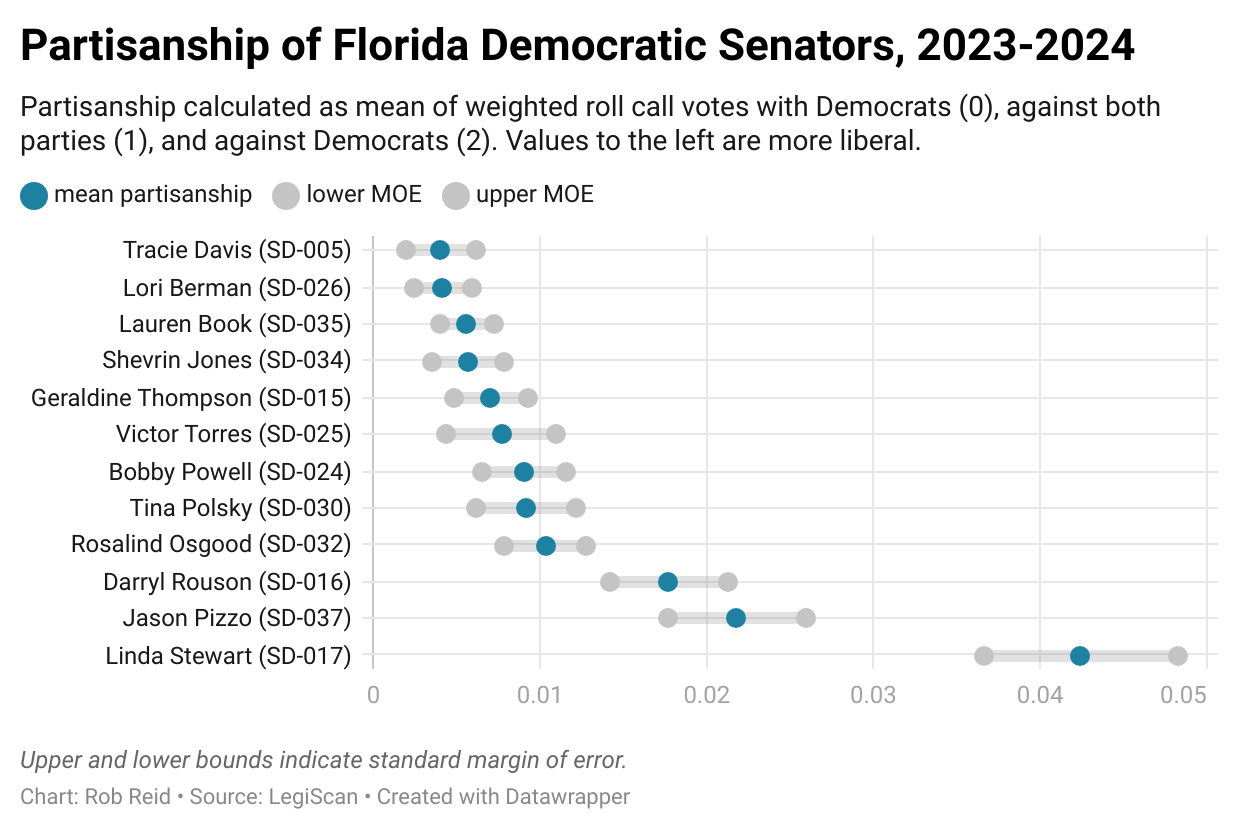 Partisanship of Florida Democratic Senators, 2023-2024
Partisanship calculated as mean of weighted roll call votes with Democrats (0), against both
parties (1), and against Democrats (2). Values to the left are more liberal.
mean partisanship lower MOE upper MOE
Tracie Davis (SD-005)
Lori Berman (SD-026)
Lauren Book (SD-035)
Shevrin Jones (SD-034)
Geraldine Thompson (SD-015)
Victor Torres (SD-025)
Bobby Powell (SD-024)
Tina Polsky (SD-030)
Rosalind Osgood (SD-032)
Darryl Rouson (SD-016)
Jason Pizzo (SD-037)
Linda Stewart (SD-017)
0 0.01 0.02 0.03 0.04 0.05
Upper and lower bounds indicate standard margin of error.
Chart: Rob Reid • Source: LegiScan • Created with Datawrapper